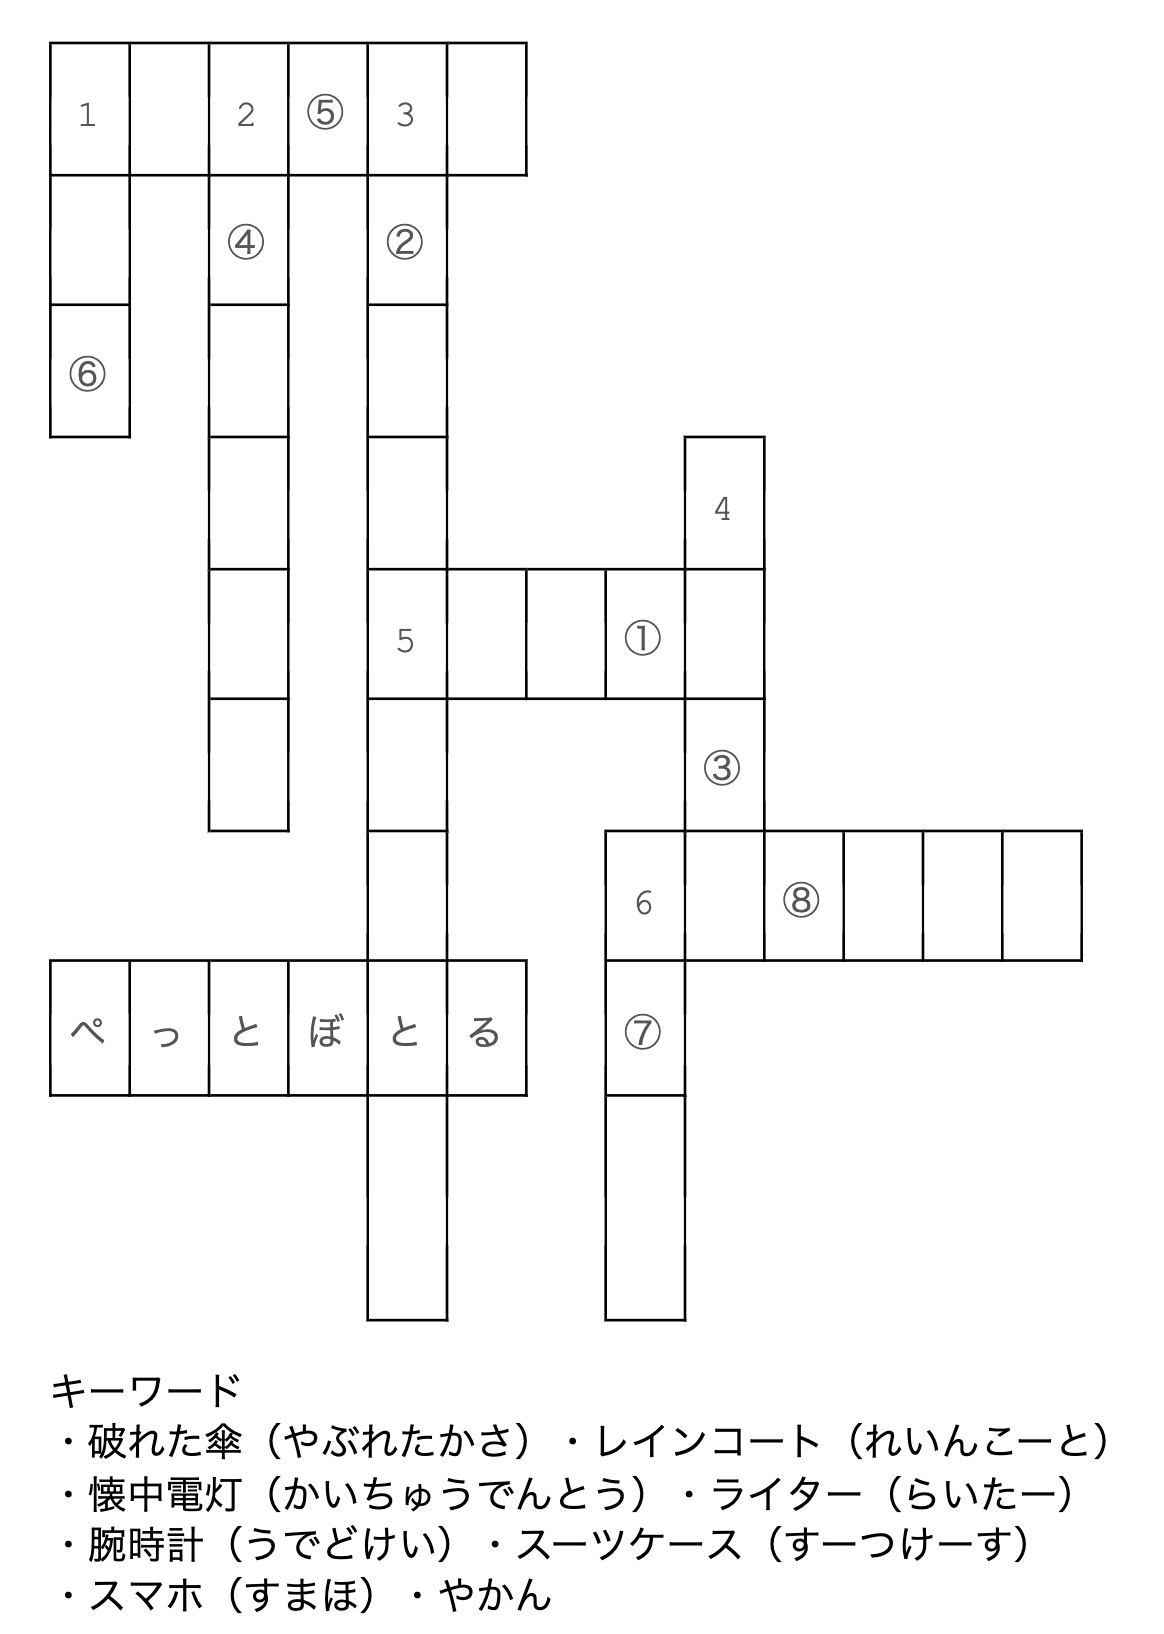 1 2 ⑤ 3
④ ②
⑥
4
5 ①
③
6 ⑧
ぺ っ と ぼ と る ⑦
キーワード
・破れた傘（やぶれたかさ）・レインコート（れいんこーと）
・懐中電灯（かいちゅうでんとう）・ライター（らいたー）
・腕時計（うでどけい）・スーツケース（すーつけーす）
・スマホ（すまほ）・やかん